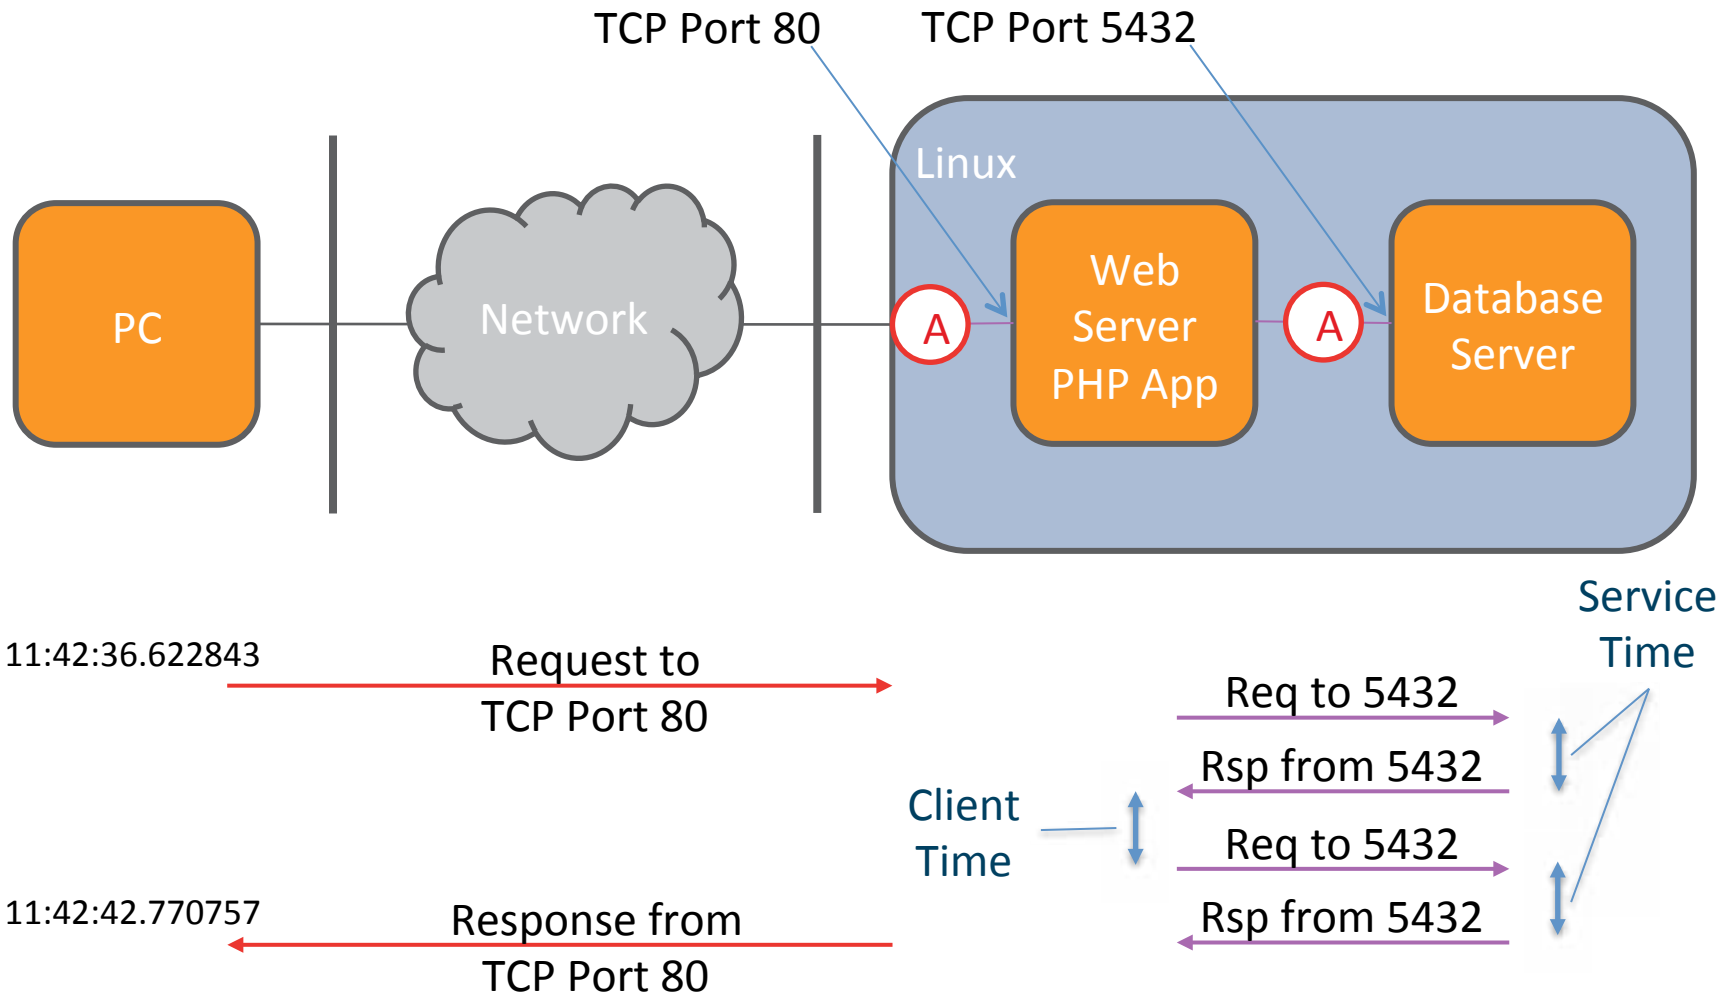 TCP Port 80
TCP Port 5432
Linux
PC
Network
A
Web
Server
PHP App
A
Database
Server
Service
Time
11:42:36.622843
Request to
TCP Port 80
Req to 5432
Rsp from 5432
Client
Time
Req to 5432
11:42:42.770757
Response from
TCP Port 80
Rsp from 5432